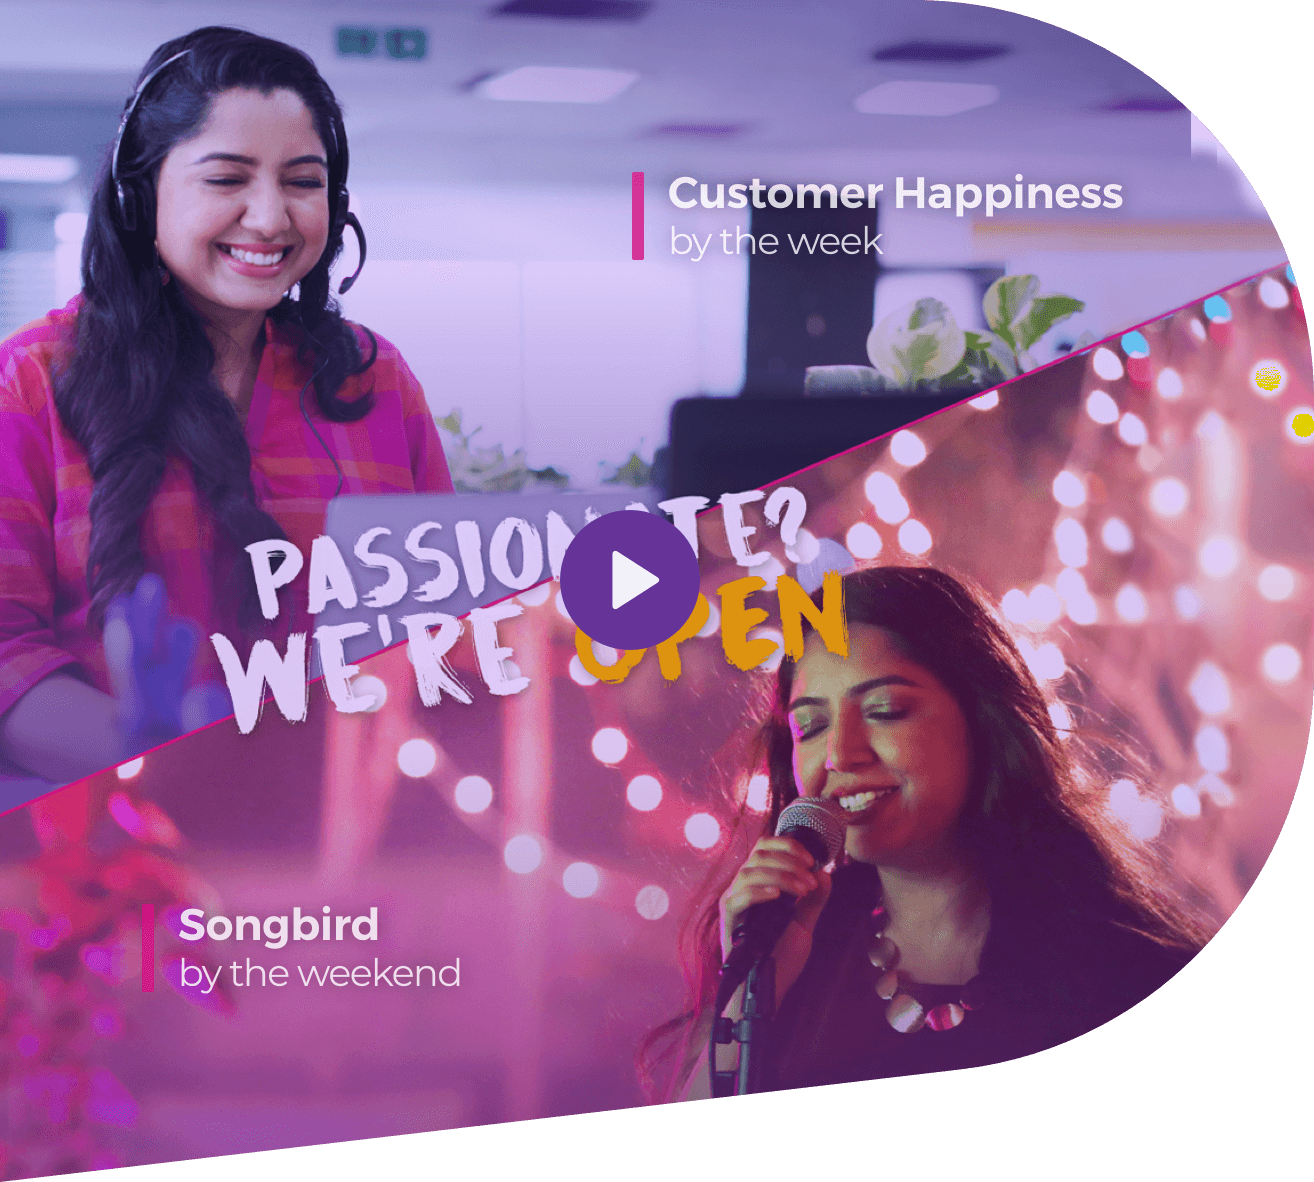 Customer Happiness
by the week
PASSIONATE?
WE'RE OPEN
Songbird
by the weekend